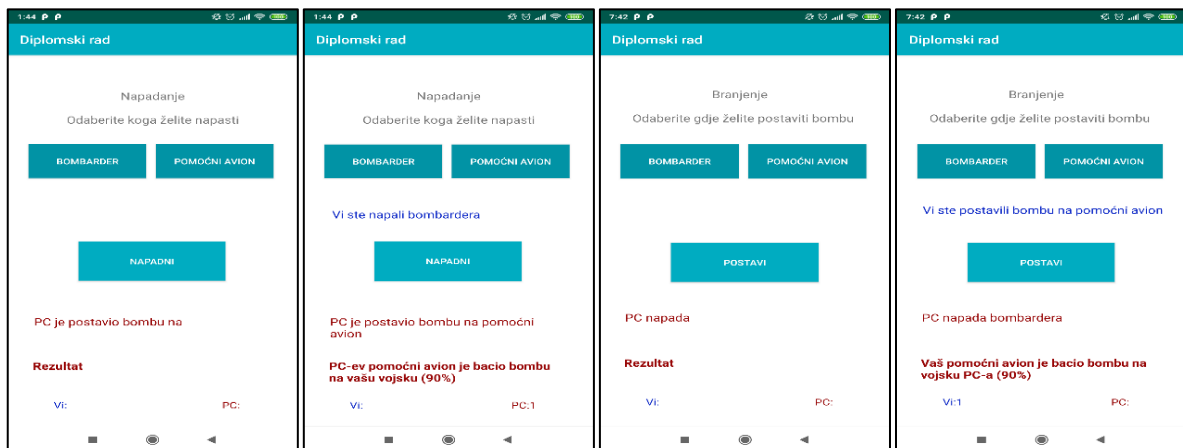 1:44 P P
Diplomski rad
Napadanje
Odaberite koga želite napasti
BOMBARDER POMOĆNI AVION
NAPADNI
PC je postavio bombu na
Rezultat
Vi: PC:
1:44 P P
Diplomski rad
Napadanje
Odaberite koga želite napasti
BOMBARDER POMOĆNI AVION
Vi ste napali bombardera
NAPADNI
PC je postavio bombu na pomoćni
avion
PC-ev pomoćni avion je bacio bombu
na vašu vojsku (90%)
Vi: PC:1
7:42 P P
Diplomski rad
Branjenje
Odaberite gdje želite postaviti bombu
BOMBARDER POMOĆNI AVION
POSTAVI
PC napada
Rezultat
Vi: PC:
7:42 P P
Diplomski rad
Branjenje
Odaberite gdje želite postaviti bombu
BOMBARDER POMOĆNI AVION
Vi ste postavili bombu na pomoćni avion
POSTAVI
PC napada bombardera
Vaš pomoćni avion je bacio bombu na
vojsku PC-a (90%)
Vi:1 PC: